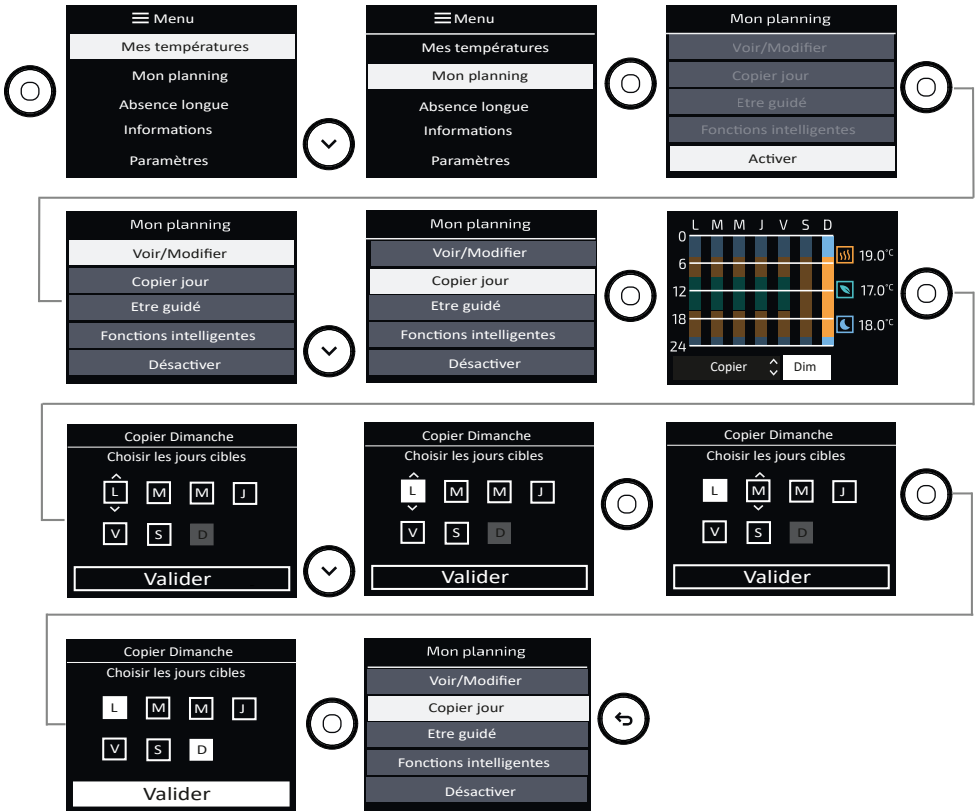 Menu
Mes températures
Mon planning
Absence longue
Informations
Paramètres
Menu
Mes températures
Mon planning
Absence longue
Informations
Paramètres
Mon planning
Voir/Modifier
Copier jour
Etre guidé
Fonctions intelligentes
Activer
Mon planning
Voir/Modifier
Copier jour
Etre guidé
Fonctions intelligentes
Désactiver
Mon planning
Voir/Modifier
Copier jour
Etre guidé
Fonctions intelligentes
Désactiver
L M M J V S D
0
6 19.0°C
12 17.0°C
18 18.0°C
24
Copier Dim
Copier Dimanche
Choisir les jours cibles
L M M J
V S D
Valider
Copier Dimanche
Choisir les jours cibles
L M M J
V S D
Valider
Copier Dimanche
Choisir les jours cibles
L M M J
V S D
Valider
Copier Dimanche
Choisir les jours cibles
L M M J
V S D
Valider
Mon planning
Voir/Modifier
Copier jour
Etre guidé
Fonctions intelligentes
Désactiver